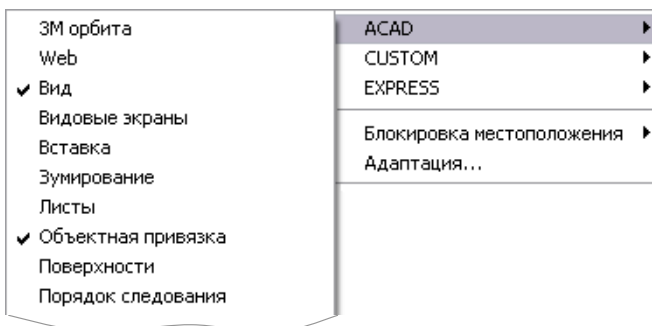 3М орбита
Web
Вид
Видовые экраны
Вставка
Зумирование
Листы
Объектная привязка
Поверхности
Порядок следования
ACAD
CUSTOM
EXPRESS
Блокировка местоположения
Адаптация...